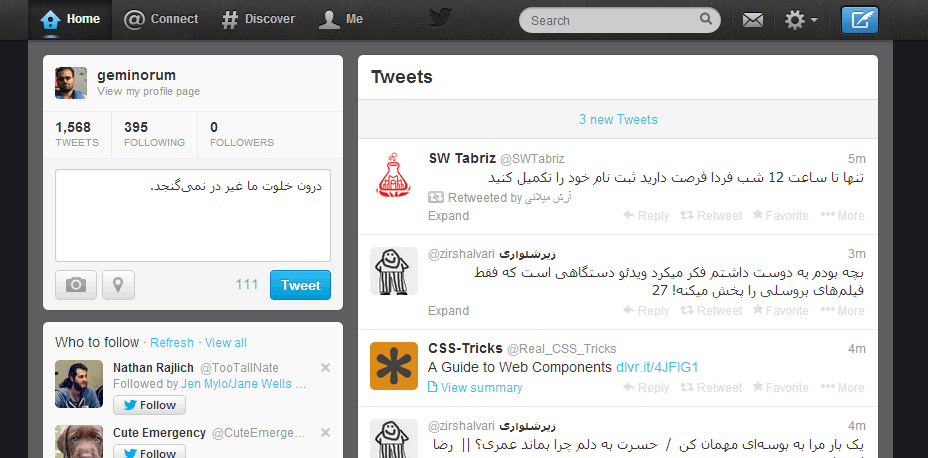 Home
Connect
Discover
Me
Search
geminorum
View my profile page
1,568
TWEETS
395
FOLLOWING
0
FOLLOWERS
درون خلوت ما غیر در نمی‌گنجد.
111
Tweet
Who to follow · Refresh · View all
Nathan Rajlich @TooTallNate
Followed by Jen Mylo/Jane Wells ...
Follow
Cute Emergency @CuteEmerge...
Follow
Tweets
3 new Tweets
SW Tabriz @SWTabriz 5m
تنها تا ساعت 12 شب فردا فرصت دارید ثبت نام خود را تکمیل کنید
Retweeted by آرش میلانی
Expand Reply Retweet Favorite More
زیرشلواری @zirshalvari 3m
بچه بودم یه دوست داشتم فکر میکرد ویدئو دستگاهی است که فقط
فیلم‌های بروسلی را پخش میکنه! 27
Expand Reply Retweet Favorite More
CSS-Tricks @Real_CSS_Tricks 4m
A Guide to Web Components dlvr.it/4JFlG1
View summary Reply Retweet Favorite More
زیرشلواری @zirshalvari 4m
یک بار مرا به بوسه‌ای مهمان کن / حسرت به دلم چرا بماند عمری؟ || رضا